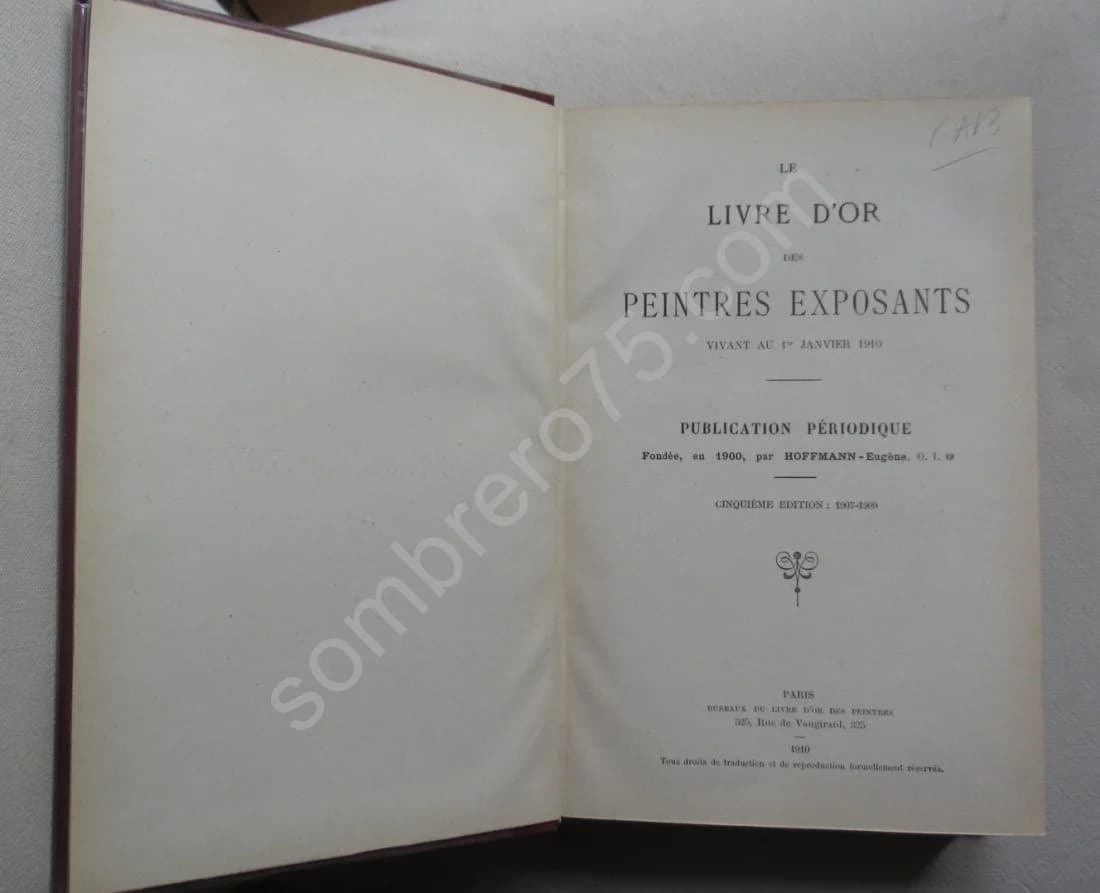 LE
LIVRE D'OR
DES
PEINTRES EXPOSANTS
VIVANT AU 1er JANVIER 1910
PUBLICATION PÉRIODIQUE
Fondée, en 1900, par HOFFMANN-Eugène, O. I.
CINQUIÈME EDITION : 1907-1909
PARIS
BUREAUX DU LIVRE D'OR DES PEINTRES
325, Rue de Vaugirard, 325
1910
Tous droits de traduction et de reproduction formellement réservés.
sombrero75.com